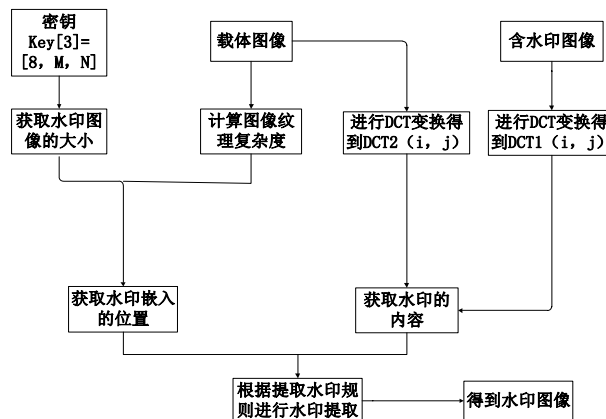 密钥
Key[3]=
[8, M, N]
载体图像
含水印图像
获取水印图
像的大小
计算图像纹
理复杂度
进行DCT变换得
到DCT2（i, j）
进行DCT变换得
到DCT1（i, j）
获取水印嵌入
的位置
获取水印的
内容
根据提取水印规
则进行水印提取
得到水印图像